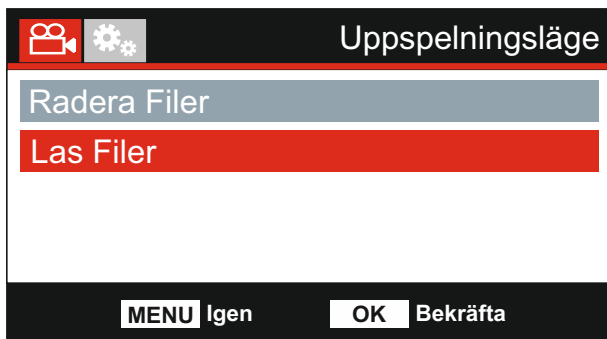 Uppspelningsläge
Radera Filer
Las Filer
MENU Igen OK Bekräfta